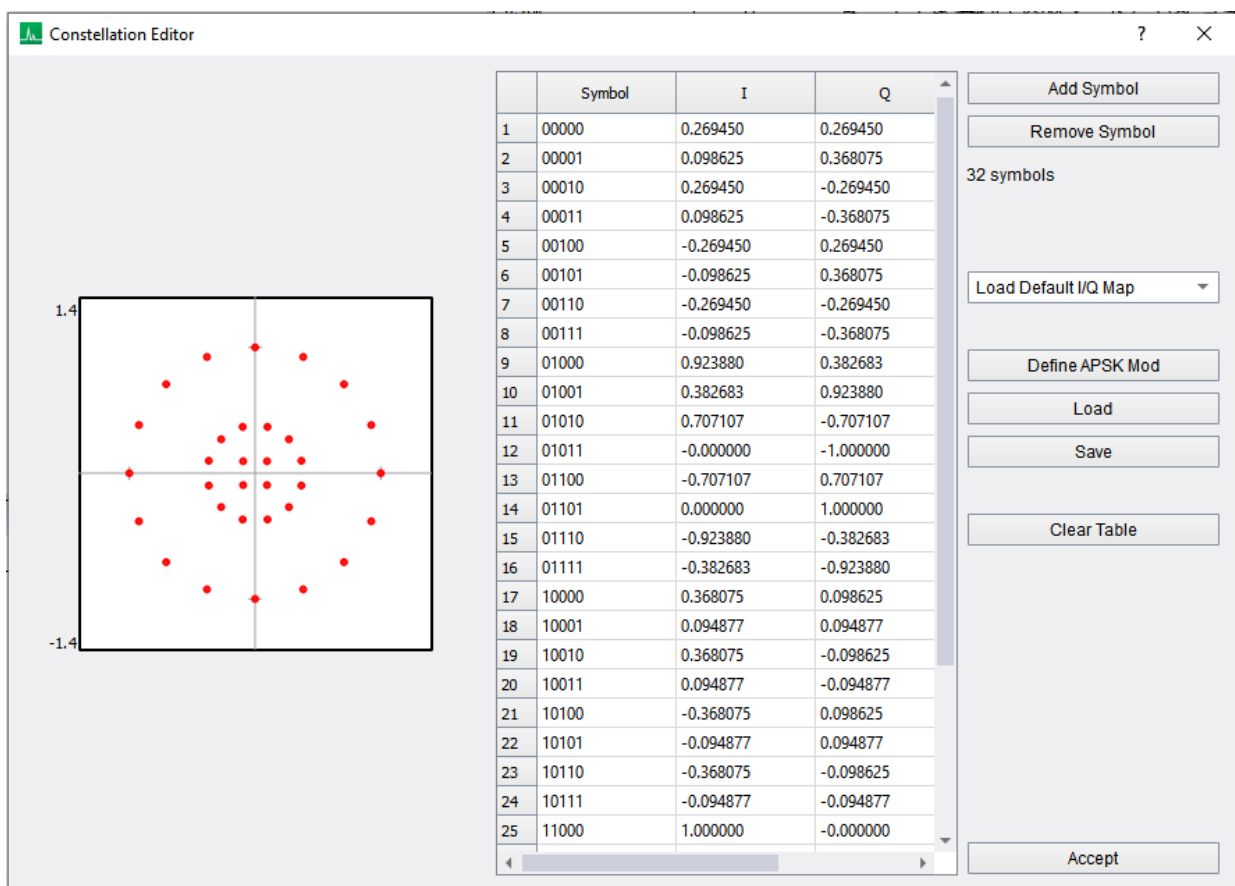 Constellation Editor ? ×
Symbol I Q
1 00000 0.269450 0.269450
2 00001 0.098625 0.368075
3 00010 0.269450 -0.269450
4 00011 0.098625 -0.368075
5 00100 -0.269450 0.269450
6 00101 -0.098625 0.368075
7 00110 -0.269450 -0.269450
8 00111 -0.098625 -0.368075
9 01000 0.923880 0.382683
10 01001 0.382683 0.923880
11 01010 0.707107 -0.707107
12 01011 -0.000000 -1.000000
13 01100 -0.707107 0.707107
14 01101 0.000000 1.000000
15 01110 -0.923880 -0.382683
16 01111 -0.382683 -0.923880
17 10000 0.368075 0.098625
18 10001 0.094877 0.094877
19 10010 0.368075 -0.098625
20 10011 0.094877 -0.094877
21 10100 -0.368075 0.098625
22 10101 -0.094877 0.094877
23 10110 -0.368075 -0.098625
24 10111 -0.094877 -0.094877
25 11000 1.000000 -0.000000
1.4
-1.4
Add Symbol
Remove Symbol
32 symbols
Load Default I/Q Map
Define APSK Mod
Load
Save
Clear Table
Accept